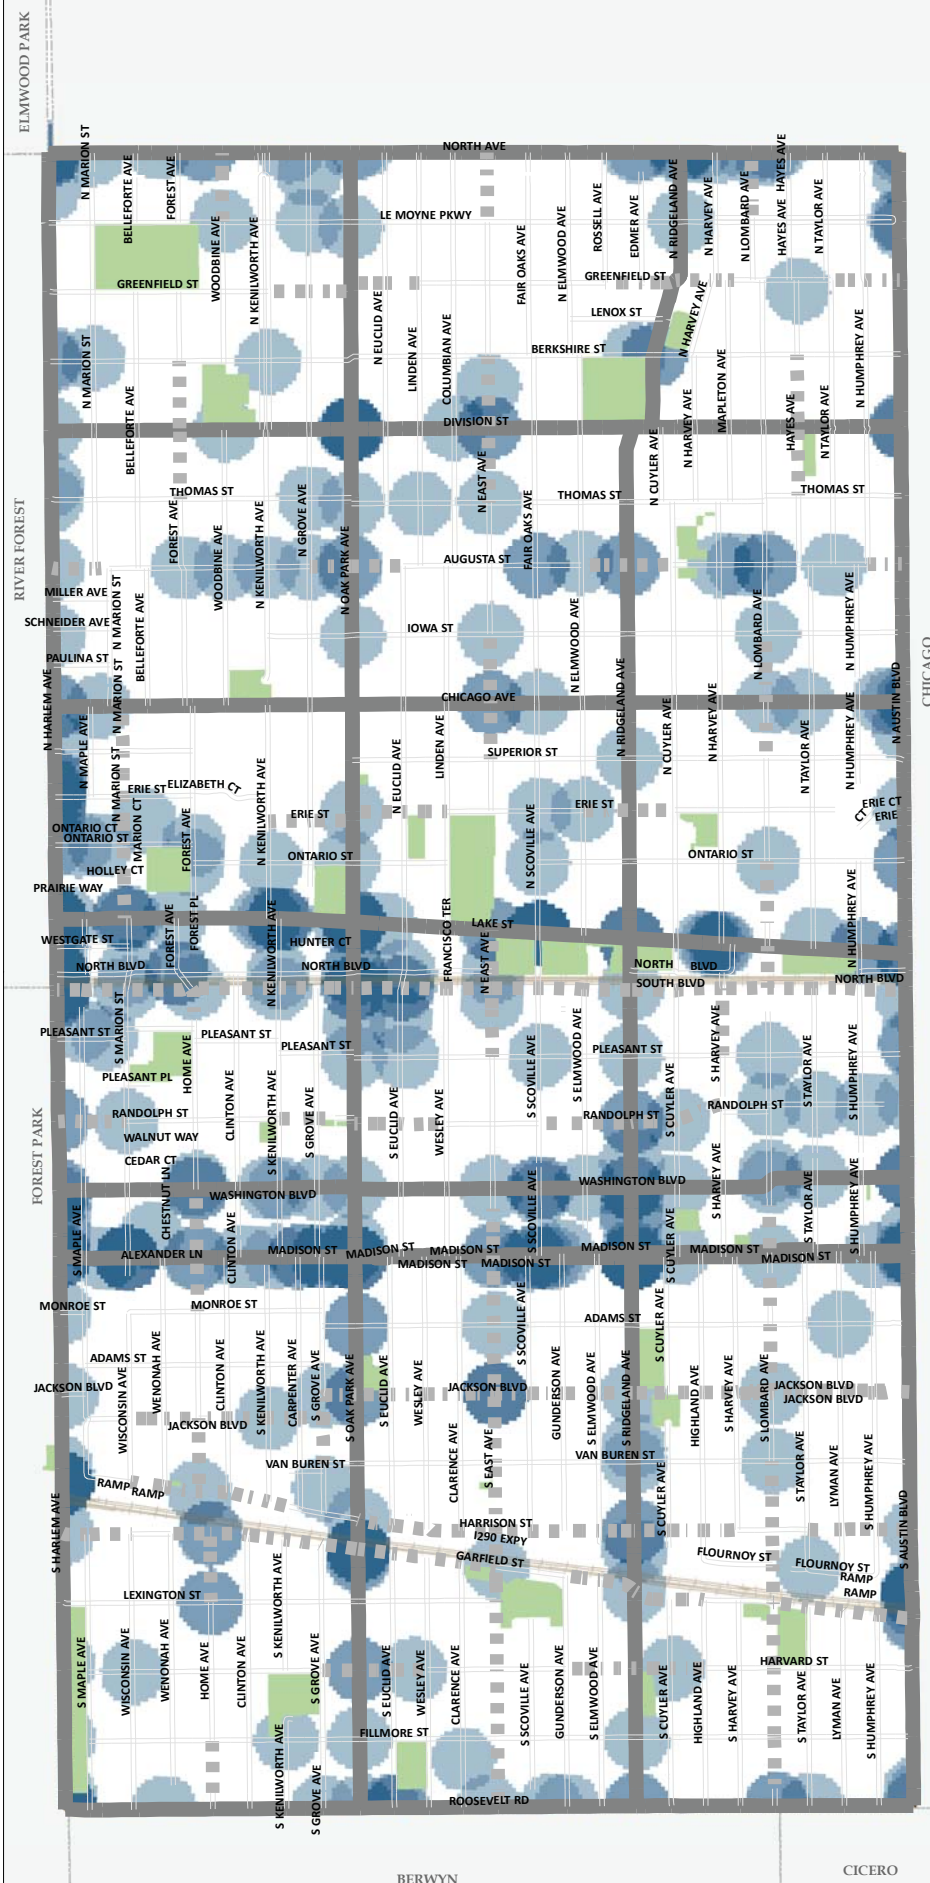 ELMWOOD PARK
NORTH AVE
N MARION ST
BELLEFORTE AVE
FOREST AVE
WOODBINE AVE
N KENILWORTH AVE
LE MOYNE PKWY
FAIR OAKS AVE
N ELMWOOD AVE
ROSSELL AVE
EDMER AVE
N RIDGELAND AVE
N HARVEY AVE
N LOMBARD AVE
HAYES AVE
HAYES AVE
N TAYLOR AVE
GREENFIELD ST
GREENFIELD ST
N EUCLID AVE
LINDEN AVE
COLUMBIAN AVE
LENOX ST
N HARVEY AVE
BERKSHIRE ST
N MARION ST
BELLEFORTE AVE
MAPLETON AVE
N HUMPHREY AVE
DIVISION ST
N EAST AVE
N CUYLER AVE
N HARVEY AVE
HAYES AVE
N TAYLOR AVE
RIVER FOREST
THOMAS ST
THOMAS ST
THOMAS ST
FOREST AVE
WOODBINE AVE
N KENILWORTH AVE
N GROVE AVE
N OAK PARK AVE
FAIR OAKS AVE
AUGUSTA ST
MILLER AVE
SCHNEIDER AVE
PAULINA ST
N MARION ST
BELLEFORTE AVE
IOWA ST
N ELMWOOD AVE
N LOMBARD AVE
N HUMPHREY AVE
CHICAGO
N HARLEM AVE
N MARION ST
CHICAGO AVE
N RIDGELAND AVE
N AUSTIN BLVD
N MAPLE AVE
N MARION ST
N KENILWORTH AVE
N EUCLID AVE
LINDEN AVE
SUPERIOR ST
N CUYLER AVE
N HARVEY AVE
N TAYLOR AVE
N HUMPHREY AVE
ERIE ST
ELIZABETH CT
ERIE ST
ERIE ST
ERIE CT
ERIE
CT
ONTARIO CT
ONTARIO ST
MARION CT
FOREST AVE
ONTARIO ST
N SCOVILLE AVE
ONTARIO ST
HOLLEY CT
PRAIRIE WAY
WESTGATE ST
FOREST AVE
FOREST PL
N KENILWORTH AVE
HUNTER CT
FRANCISCO TER
LAKE ST
N EAST AVE
N HUMPHREY AVE
NORTH BLVD
NORTH BLVD
NORTH BLVD
SOUTH BLVD
NORTH BLVD
PLEASANT ST
S MARION ST
PLEASANT ST
PLEASANT ST
PLEASANT ST
HOME AVE
PLEASANT PL
S SCOVILLE AVE
S ELMWOOD AVE
S HARVEY AVE
S TAYLOR AVE
S HUMPHREY AVE
FOREST PARK
RANDOLPH ST
CLINTON AVE
S KENILWORTH AVE
S GROVE AVE
S EUCLID AVE
WESLEY AVE
RANDOLPH ST
S CUYLER AVE
RANDOLPH ST
WALNUT WAY
CEDAR CT
CHESTNUT LN
WASHINGTON BLVD
S SCOVILLE AVE
WASHINGTON BLVD
S HARVEY AVE
S TAYLOR AVE
S HUMPHREY AVE
S MAPLE AVE
ALEXANDER LN
CLINTON AVE
MADISON ST
MADISON ST
MADISON ST
MADISON ST
MADISON ST
MADISON ST
S CUYLER AVE
MADISON ST
MADISON ST
MONROE ST
MONROE ST
ADAMS ST
ADAMS ST
S SCOVILLE AVE
S CUYLER AVE
JACKSON BLVD
WISCONSIN AVE
WENONAH AVE
CLINTON AVE
S KENILWORTH AVE
CARPENTER AVE
S GROVE AVE
S OAK PARK AVE
S EUCLID AVE
WESLEY AVE
JACKSON BLVD
GUNDERSON AVE
S ELMWOOD AVE
S RIDGELAND AVE
HIGHLAND AVE
S HARVEY AVE
S LOMBARD AVE
JACKSON BLVD
JACKSON BLVD
JACKSON BLVD
VAN BUREN ST
CLARENCE AVE
S EAST AVE
VAN BUREN ST
S CUYLER AVE
S TAYLOR AVE
LYMAN AVE
S HUMPHREY AVE
RAMP
RAMP
S HARLEM AVE
HARRISON ST
I290 EXPY
GARFIELD ST
FLOURNOY ST
FLOURNOY ST
RAMP
RAMP
S AUSTIN BLVD
LEXINGTON ST
S KENILWORTH AVE
S MAPLE AVE
WISCONSIN AVE
WENONAH AVE
HOME AVE
CLINTON AVE
S GROVE AVE
S EUCLID AVE
WESLEY AVE
CLARENCE AVE
S SCOVILLE AVE
GUNDERSON AVE
S ELMWOOD AVE
S CUYLER AVE
HIGHLAND AVE
S HARVEY AVE
HARVARD ST
S TAYLOR AVE
LYMAN AVE
S HUMPHREY AVE
FILLMORE ST
S KENILWORTH AVE
S GROVE AVE
ROOSEVELT RD
BERWYN
CICERO